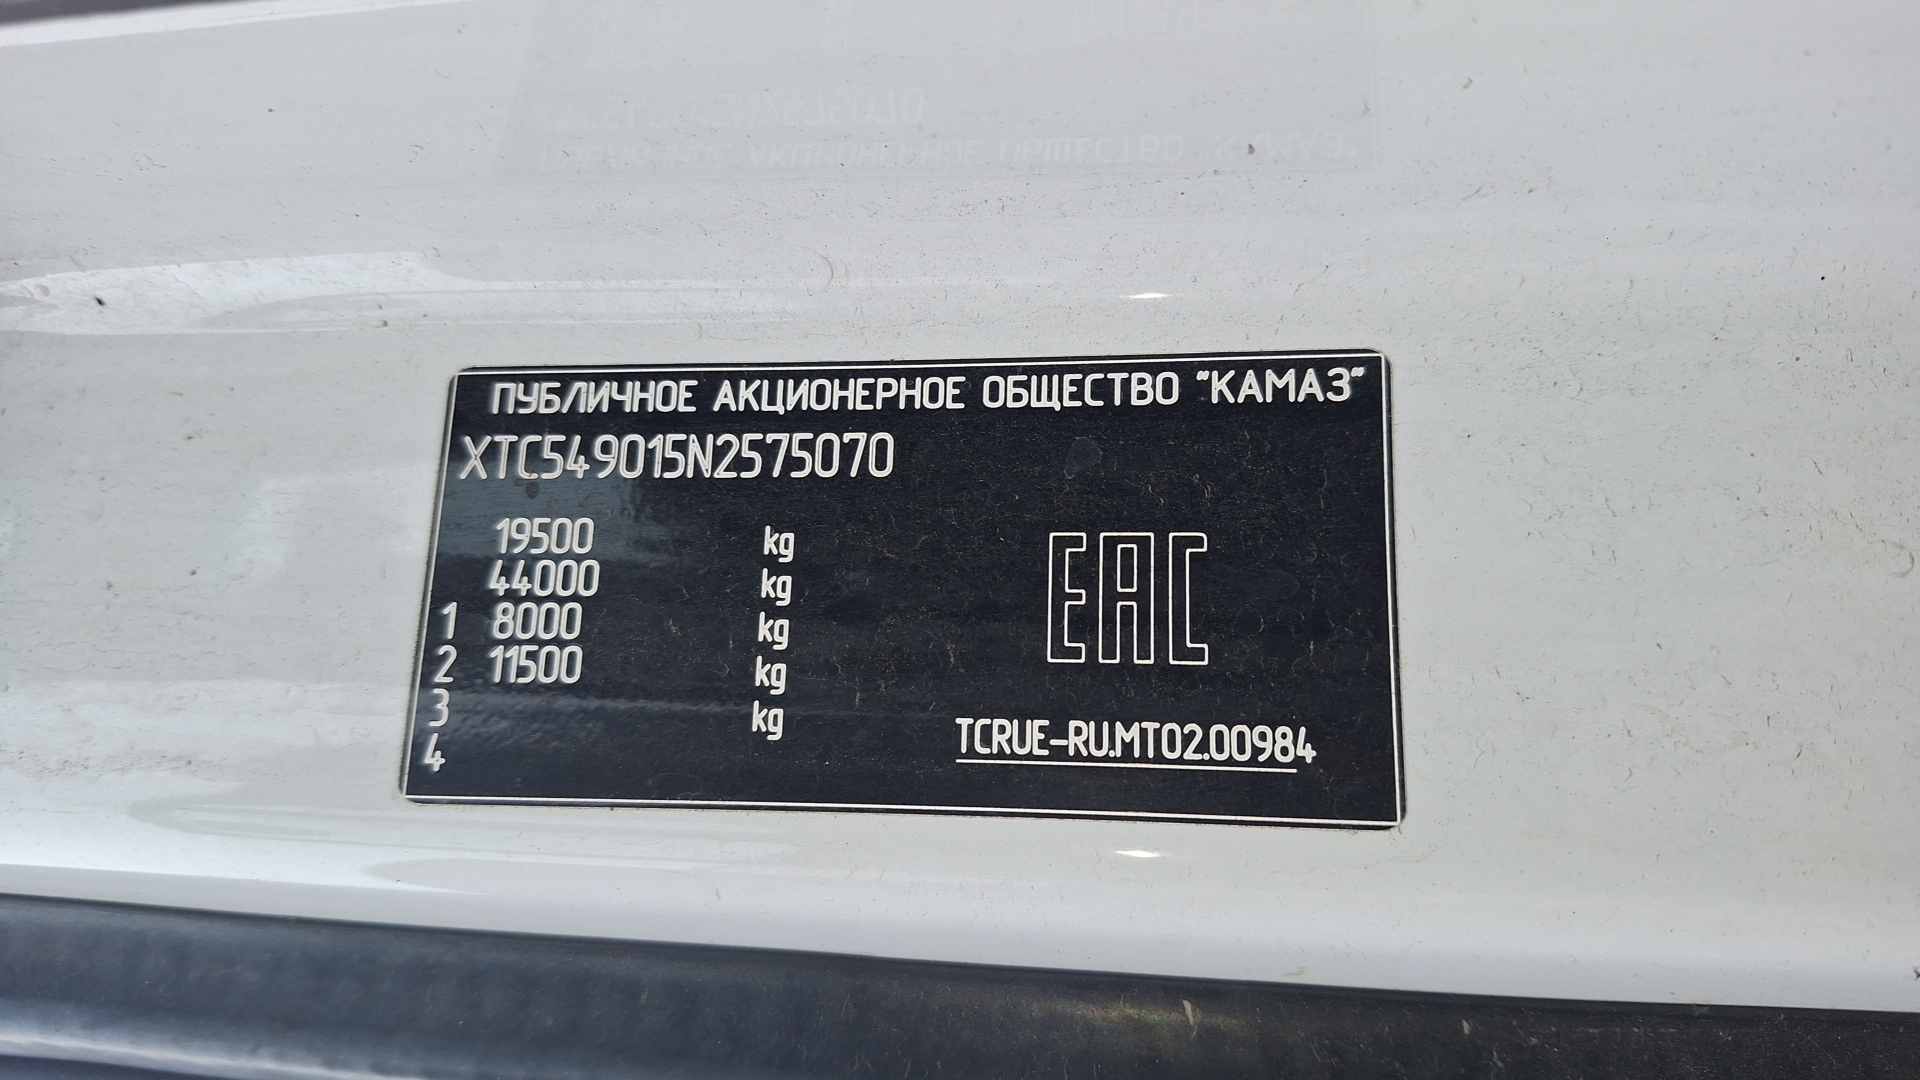 ПУБЛИЧНОЕ АКЦИОНЕРНОЕ ОБЩЕСТВО "КАМАЗ"
XTC549015N2575070
19500 kg
44000 kg
1 8000 kg
2 11500 kg
3 kg
4
EAC
TCRUE-RU.MT02.00984